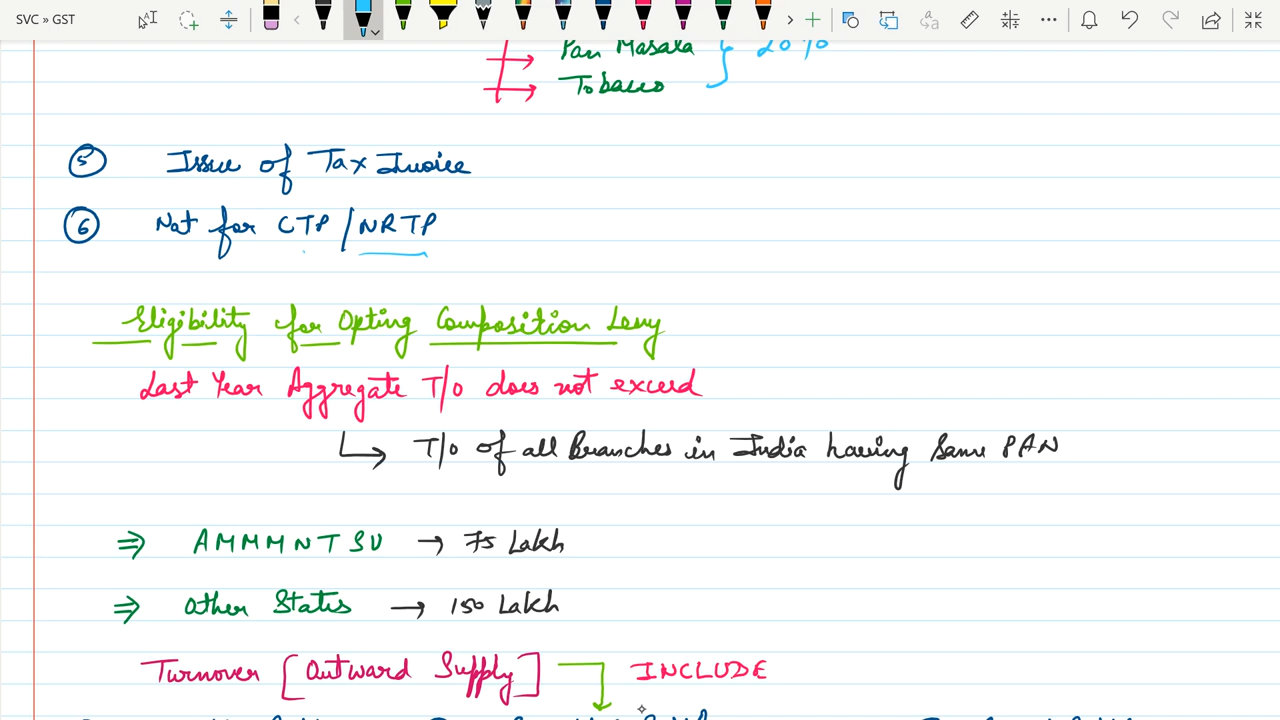 SVC » GST
Pan Masala
Tobacco
⑤ Issue of Tax Invoice
⑥ Not for CTP / NRTP
Eligibility for Opting Composition Levy
Last Year Aggregate T/O does not exceed
↳ T/O of all Branches in India having Same PAN
⇒ AMMMNTSU → 75 Lakh
⇒ Other States → 150 Lakh
Turnover [Outward Supply] INCLUDE